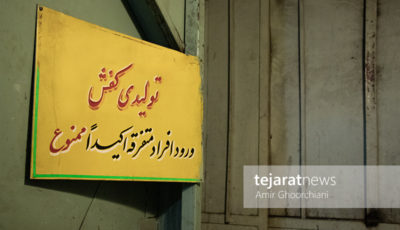 تولیدی کفش
ورود افراد متفرقه اکیداً ممنوع
tejaratnews
Amir Ghoorchiani